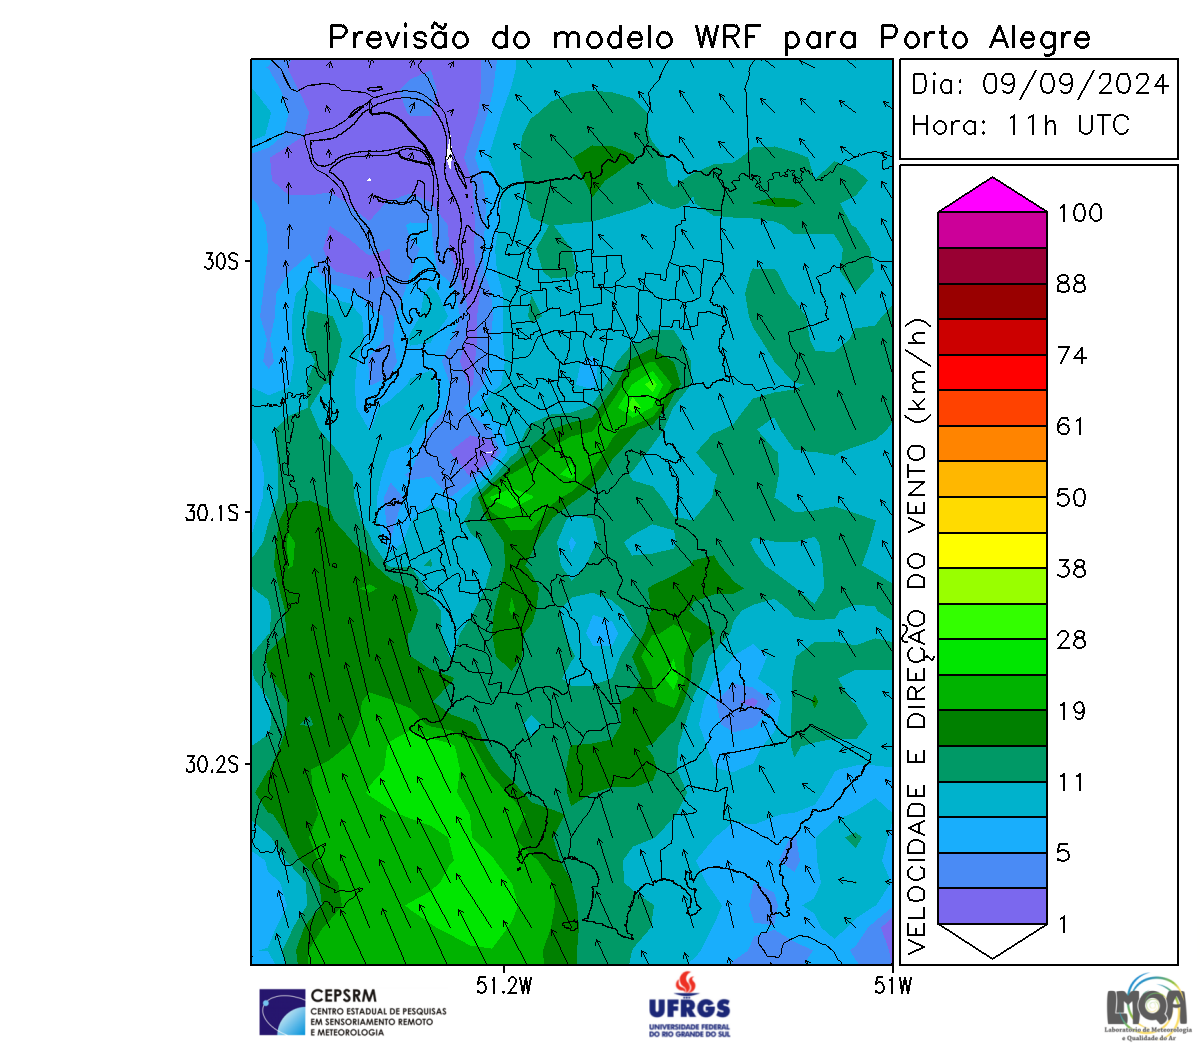 Previsão do modelo WRF para Porto Alegre
Dia: 09/09/2024
Hora: 11h UTC
30S
30.1S
30.2S
51.2W
51W
VELOCIDADE E DIREÇÃO DO VENTO (km/h)
100
88
74
61
50
38
28
19
11
5
1
CEPSRM
CENTRO ESTADUAL DE PESQUISAS
EM SENSORIAMENTO REMOTO
E METEOROLOGIA
UFRGS
UNIVERSIDADE FEDERAL
DO RIO GRANDE DO SUL
LMQA
Laboratório de Meteorologia
e Qualidade do Ar